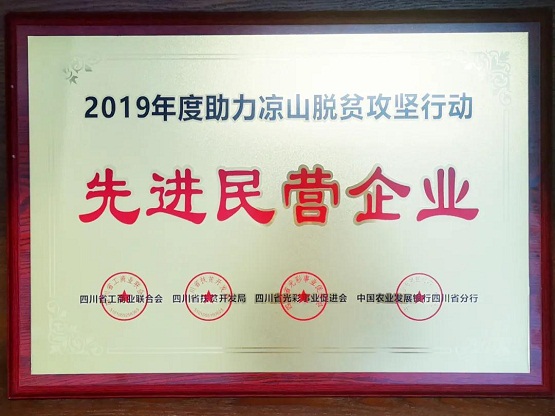 2019年度助力凉山脱贫攻坚行动
先进民营企业
四川省工商业联合会 四川省扶贫开发局 四川省光彩事业促进会 中国农业发展银行四川省分行